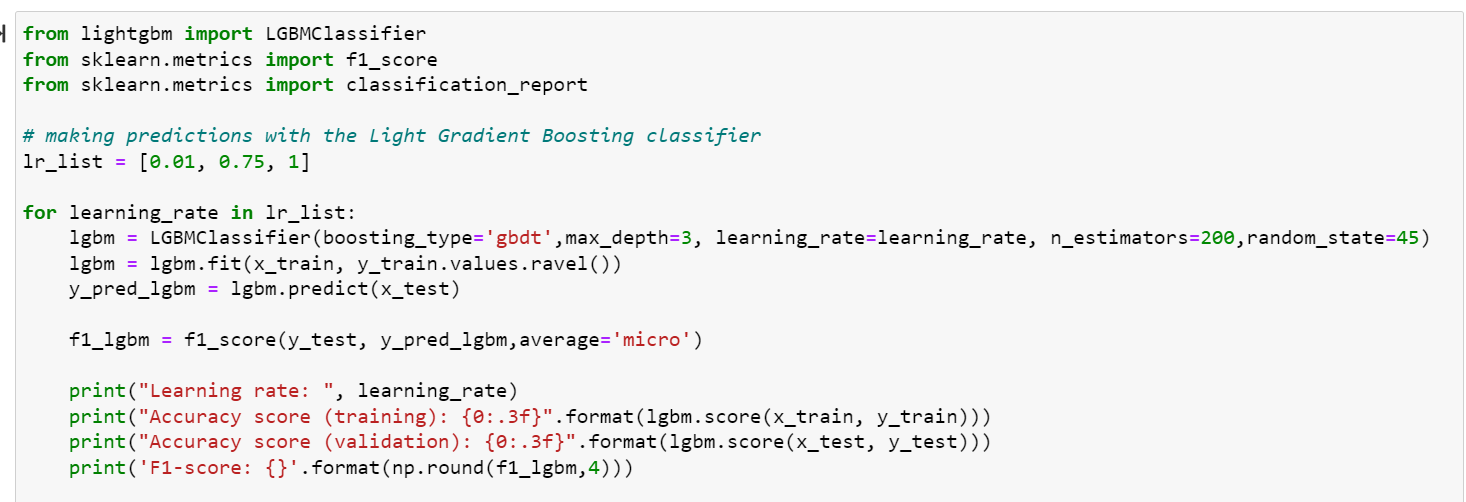 from lightgbm import LGBMClassifier
from sklearn.metrics import f1_score
from sklearn.metrics import classification_report
# making predictions with the Light Gradient Boosting classifier
lr_list = [0.01, 0.75, 1]
for learning_rate in lr_list:
    lgbm = LGBMClassifier(boosting_type='gbdt',max_depth=3, learning_rate=learning_rate, n_estimators=200,random_state=45)
    lgbm = lgbm.fit(x_train, y_train.values.ravel())
    y_pred_lgbm = lgbm.predict(x_test)
    f1_lgbm = f1_score(y_test, y_pred_lgbm,average='micro')
    print("Learning rate: ", learning_rate)
    print("Accuracy score (training): {0:.3f}".format(lgbm.score(x_train, y_train)))
    print("Accuracy score (validation): {0:.3f}".format(lgbm.score(x_test, y_test)))
    print('F1-score: {}'.format(np.round(f1_lgbm,4)))